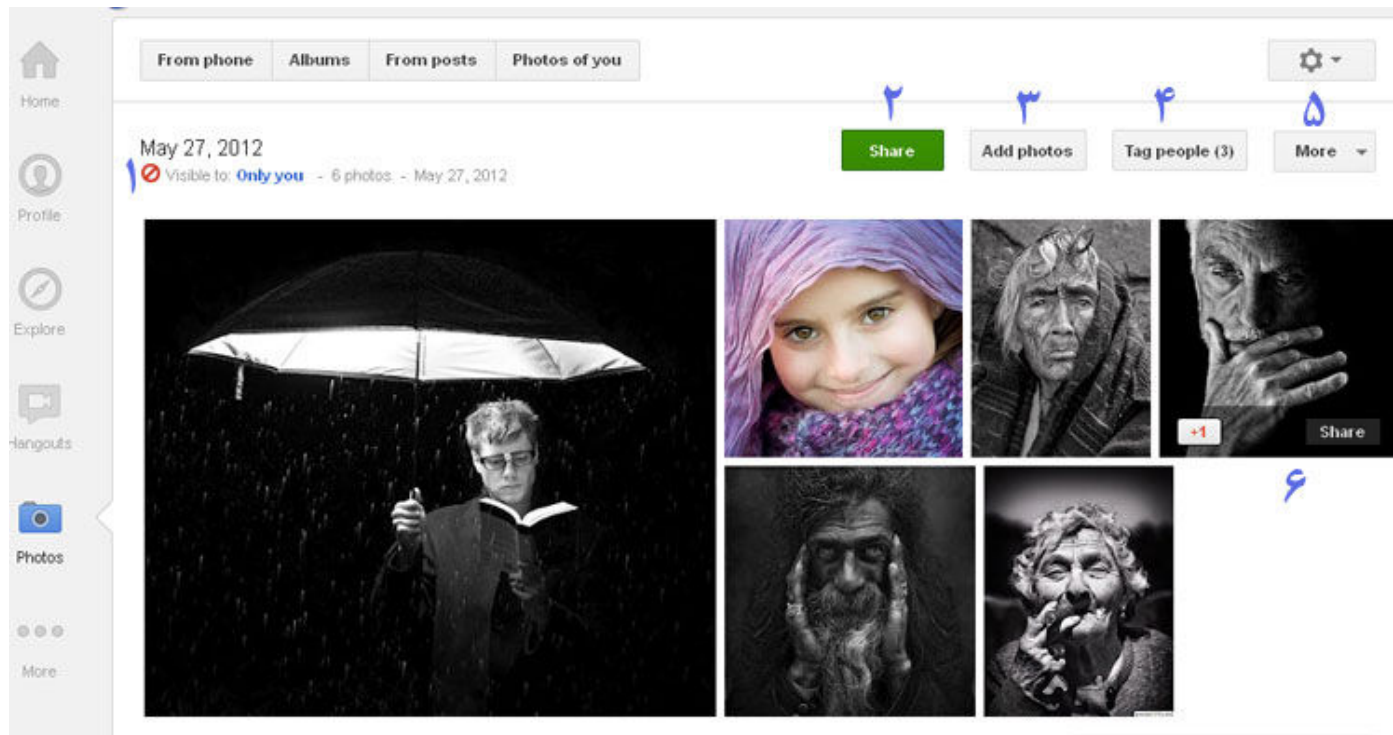 From phone
Albums
From posts
Photos of you
Home
۲
۳
۴
۵
May 27, 2012
Share
Add photos
Tag people (3)
More
۱
Visible to: Only you - 6 photos - May 27, 2012
Profile
Explore
Hangouts
+1
Share
۶
Photos
More